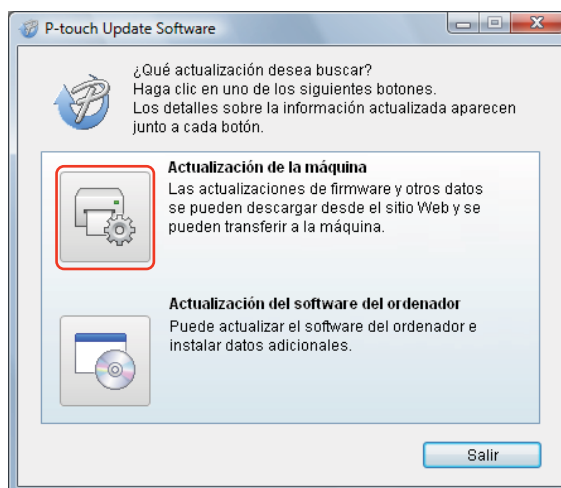 P-touch Update Software
¿Qué actualización desea buscar?
Haga clic en uno de los siguientes botones.
Los detalles sobre la información actualizada aparecen
junto a cada botón.
Actualización de la máquina
Las actualizaciones de firmware y otros datos
se pueden descargar desde el sitio Web y se
pueden transferir a la máquina.
Actualización del software del ordenador
Puede actualizar el software del ordenador e
instalar datos adicionales.
Salir